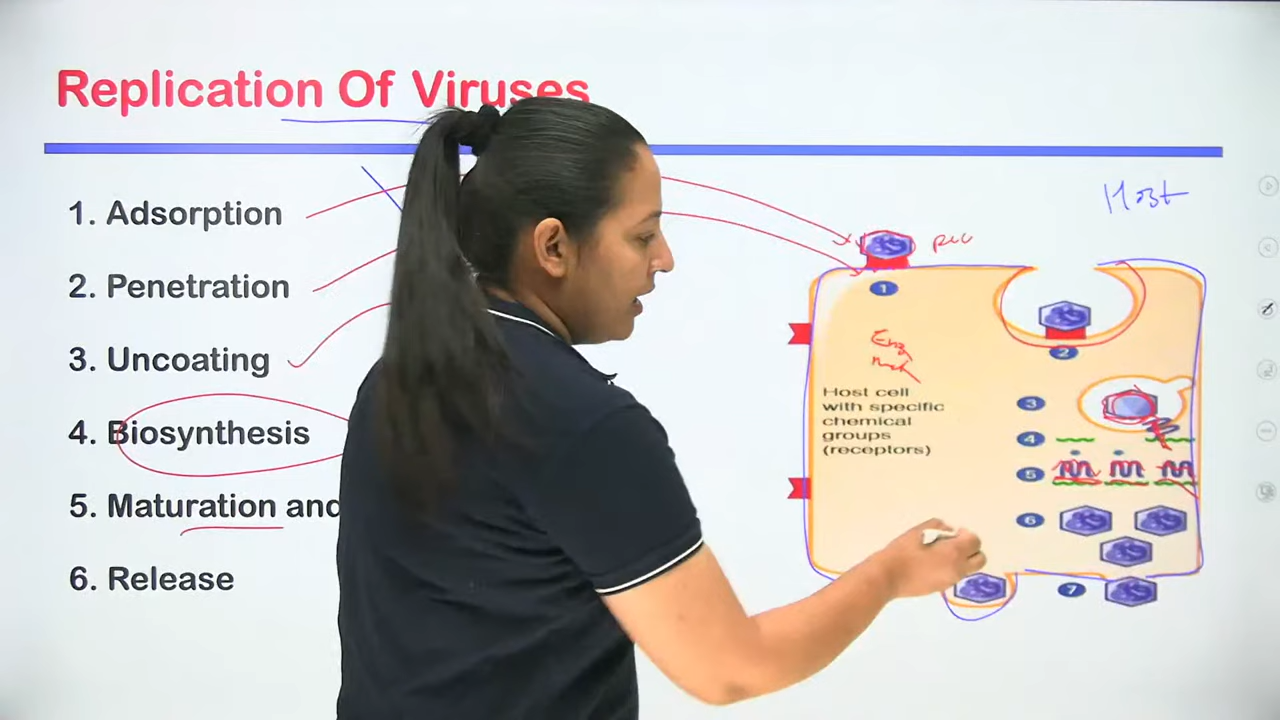 Replication Of Viruses
1. Adsorption
2. Penetration
3. Uncoating
4. Biosynthesis
5. Maturation and
6. Release
Host
1
2
Host cell
with specific
chemical
groups
(receptors)
3
4
5
6
7